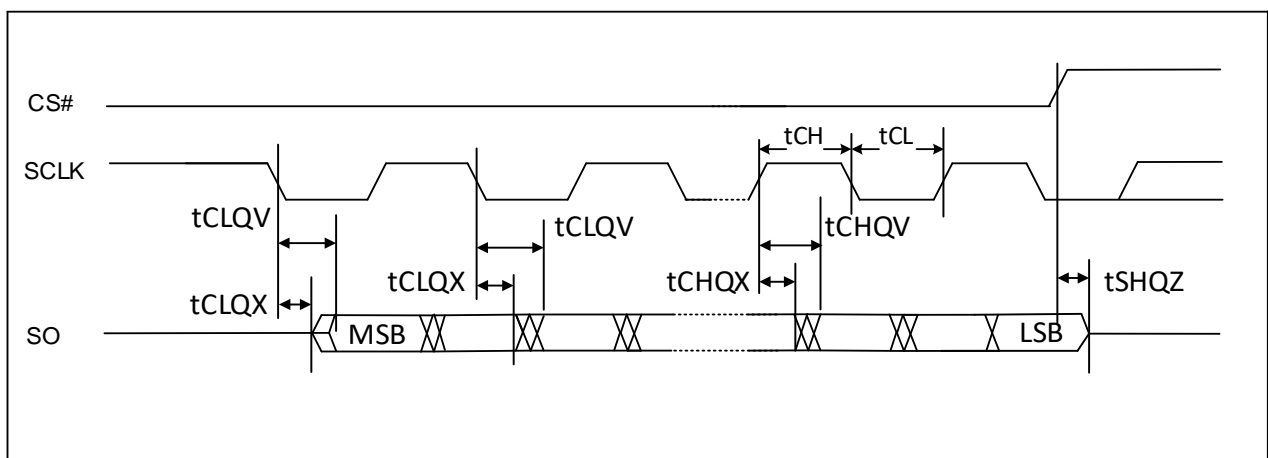 CS#
tCH
tCL
SCLK
tCLQV
tCLQV
tCHQV
tCLQX
tCLQX
tCHQX
tSHQZ
SO
MSB
LSB